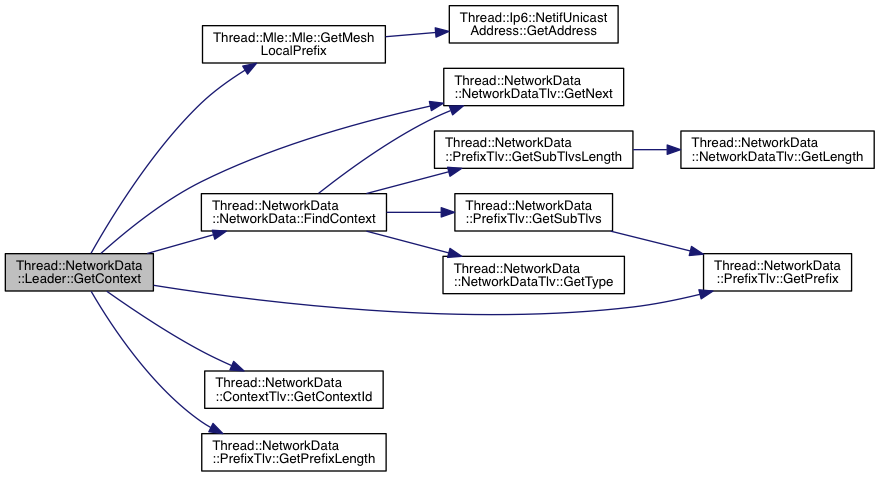 Thread::Mle::Mle::GetMesh
LocalPrefix
Thread::Ip6::NetifUnicast
Address::GetAddress
Thread::NetworkData
::NetworkDataTlv::GetNext
Thread::NetworkData
::PrefixTlv::GetSubTlvsLength
Thread::NetworkData
::NetworkDataTlv::GetLength
Thread::NetworkData
::NetworkData::FindContext
Thread::NetworkData
::PrefixTlv::GetSubTlvs
Thread::NetworkData
::Leader::GetContext
Thread::NetworkData
::NetworkDataTlv::GetType
Thread::NetworkData
::PrefixTlv::GetPrefix
Thread::NetworkData
::ContextTlv::GetContextId
Thread::NetworkData
::PrefixTlv::GetPrefixLength